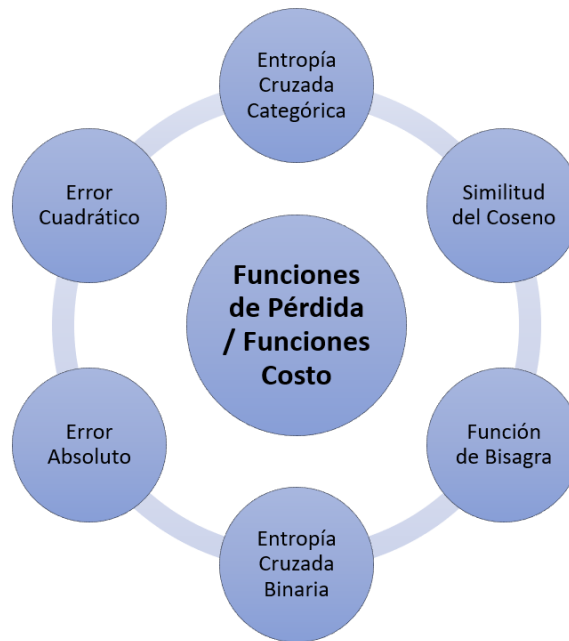 Entropía
Cruzada
Categórica
Similitud
del Coseno
Función
de Bisagra
Entropía
Cruzada
Binaria
Error
Absoluto
Error
Cuadrático
Funciones
de Pérdida
/ Funciones
Costo